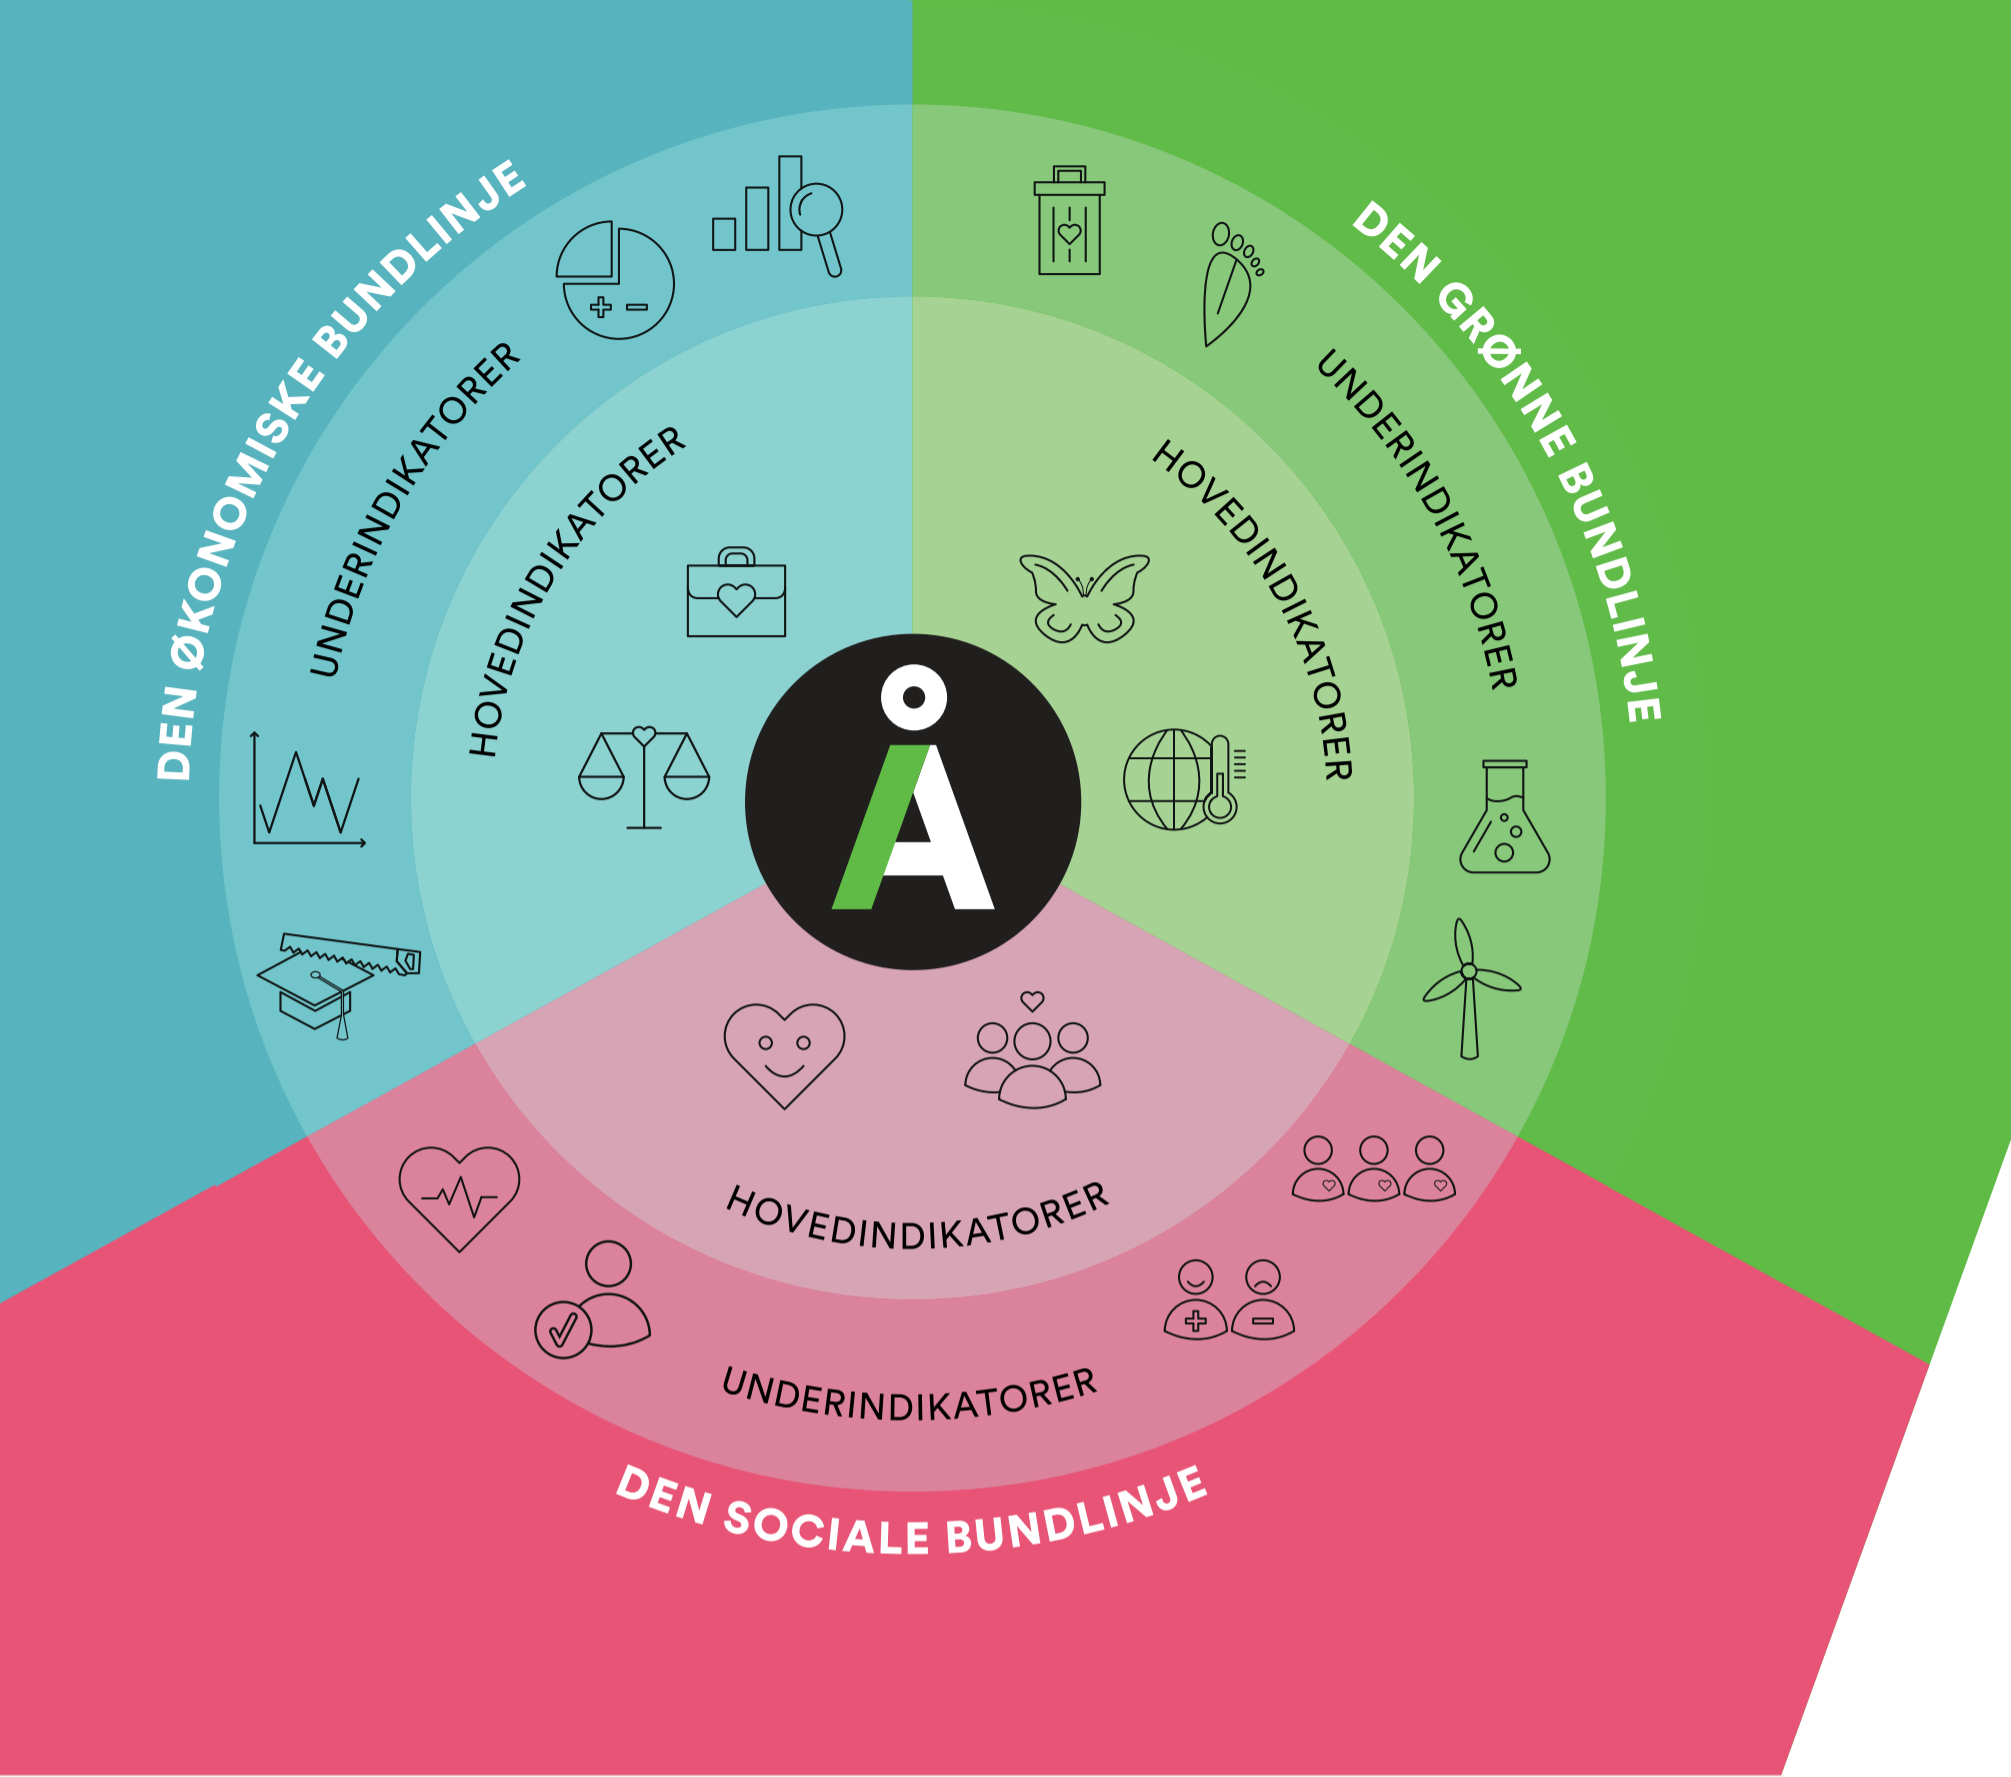 DEN ØKONOMISKE BUNDLINJE
UNDERINDIKATORER
HOVEDINDIKATORER
DEN GRØNNE BUNDLINJE
UNDERINDIKATORER
HOVEDINDIKATORER
Å
HOVEDINDIKATORER
UNDERINDIKATORER
DEN SOCIALE BUNDLINJE